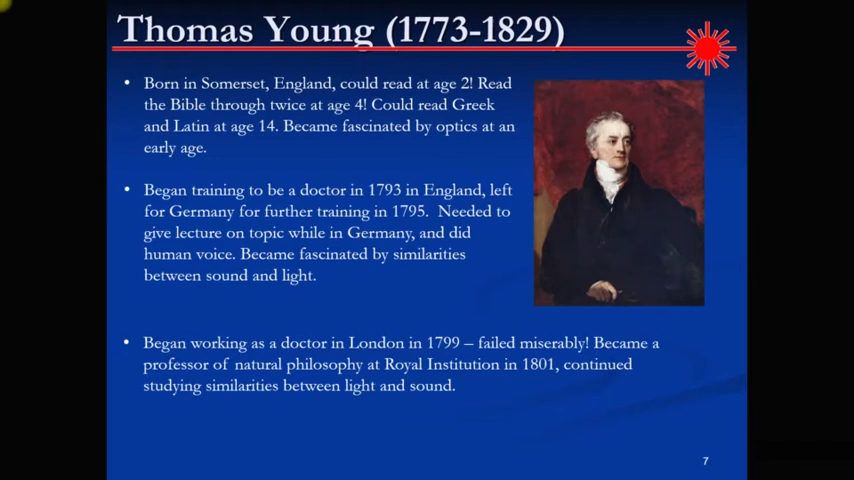 Thomas Young (1773-1829)
• Born in Somerset, England, could read at age 2! Read
the Bible through twice at age 4! Could read Greek
and Latin at age 14. Became fascinated by optics at an
early age.
• Began training to be a doctor in 1793 in England, left
for Germany for further training in 1795. Needed to
give lecture on topic while in Germany, and did
human voice. Became fascinated by similarities
between sound and light.
• Began working as a doctor in London in 1799 – failed miserably! Became a
professor of natural philosophy at Royal Institution in 1801, continued
studying similarities between light and sound.
7